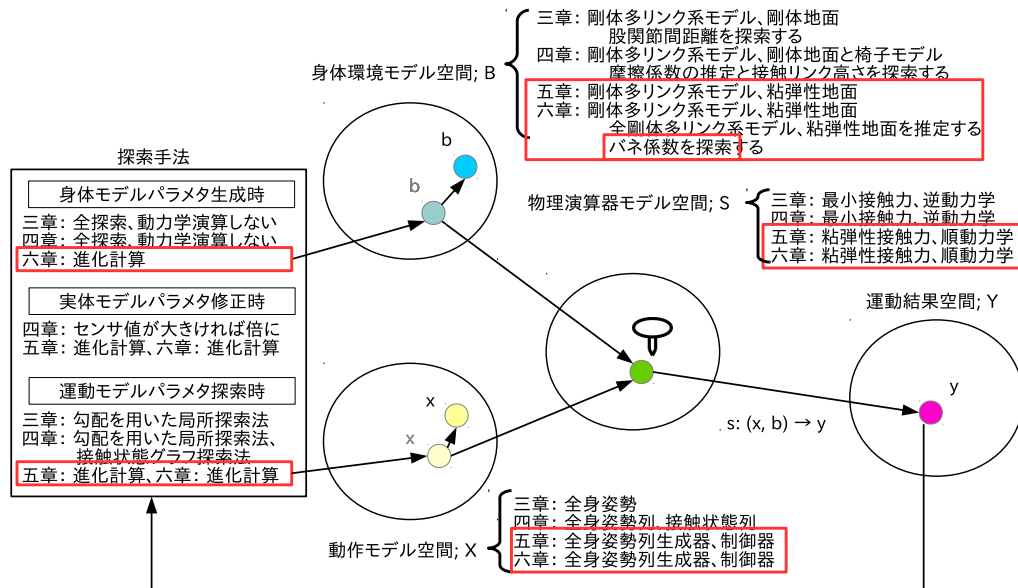 三章: 剛体多リンク系モデル、剛体地面
股関節間距離を探索する
四章: 剛体多リンク系モデル、剛体地面と椅子モデル
摩擦係数の推定と接触リンク高さを探索する
五章: 剛体多リンク系モデル、粘弾性地面
六章: 剛体多リンク系モデル、粘弾性地面
全剛体多リンク系モデル、粘弾性地面を推定する
バネ係数を探索する
身体環境モデル空間; B
b
b
探索手法
身体モデルパラメタ生成時
三章: 全探索、動力学演算しない
四章: 全探索、動力学演算しない
六章: 進化計算
実体モデルパラメタ修正時
四章: センサ値が大きければ倍に
五章: 進化計算、六章: 進化計算
運動モデルパラメタ探索時
三章: 勾配を用いた局所探索法
四章: 勾配を用いた局所探索法、
接触状態グラフ探索法
五章: 進化計算、六章: 進化計算
物理演算器モデル空間; S
三章: 最小接触力、逆動力学
四章: 最小接触力、逆動力学
五章: 粘弾性接触力、順動力学
六章: 粘弾性接触力、順動力学
運動結果空間; Y
y
s: (x, b) → y
x
x
動作モデル空間; X
三章: 全身姿勢
四章: 全身姿勢列、接触状態列
五章: 全身姿勢列生成器、制御器
六章: 全身姿勢列生成器、制御器